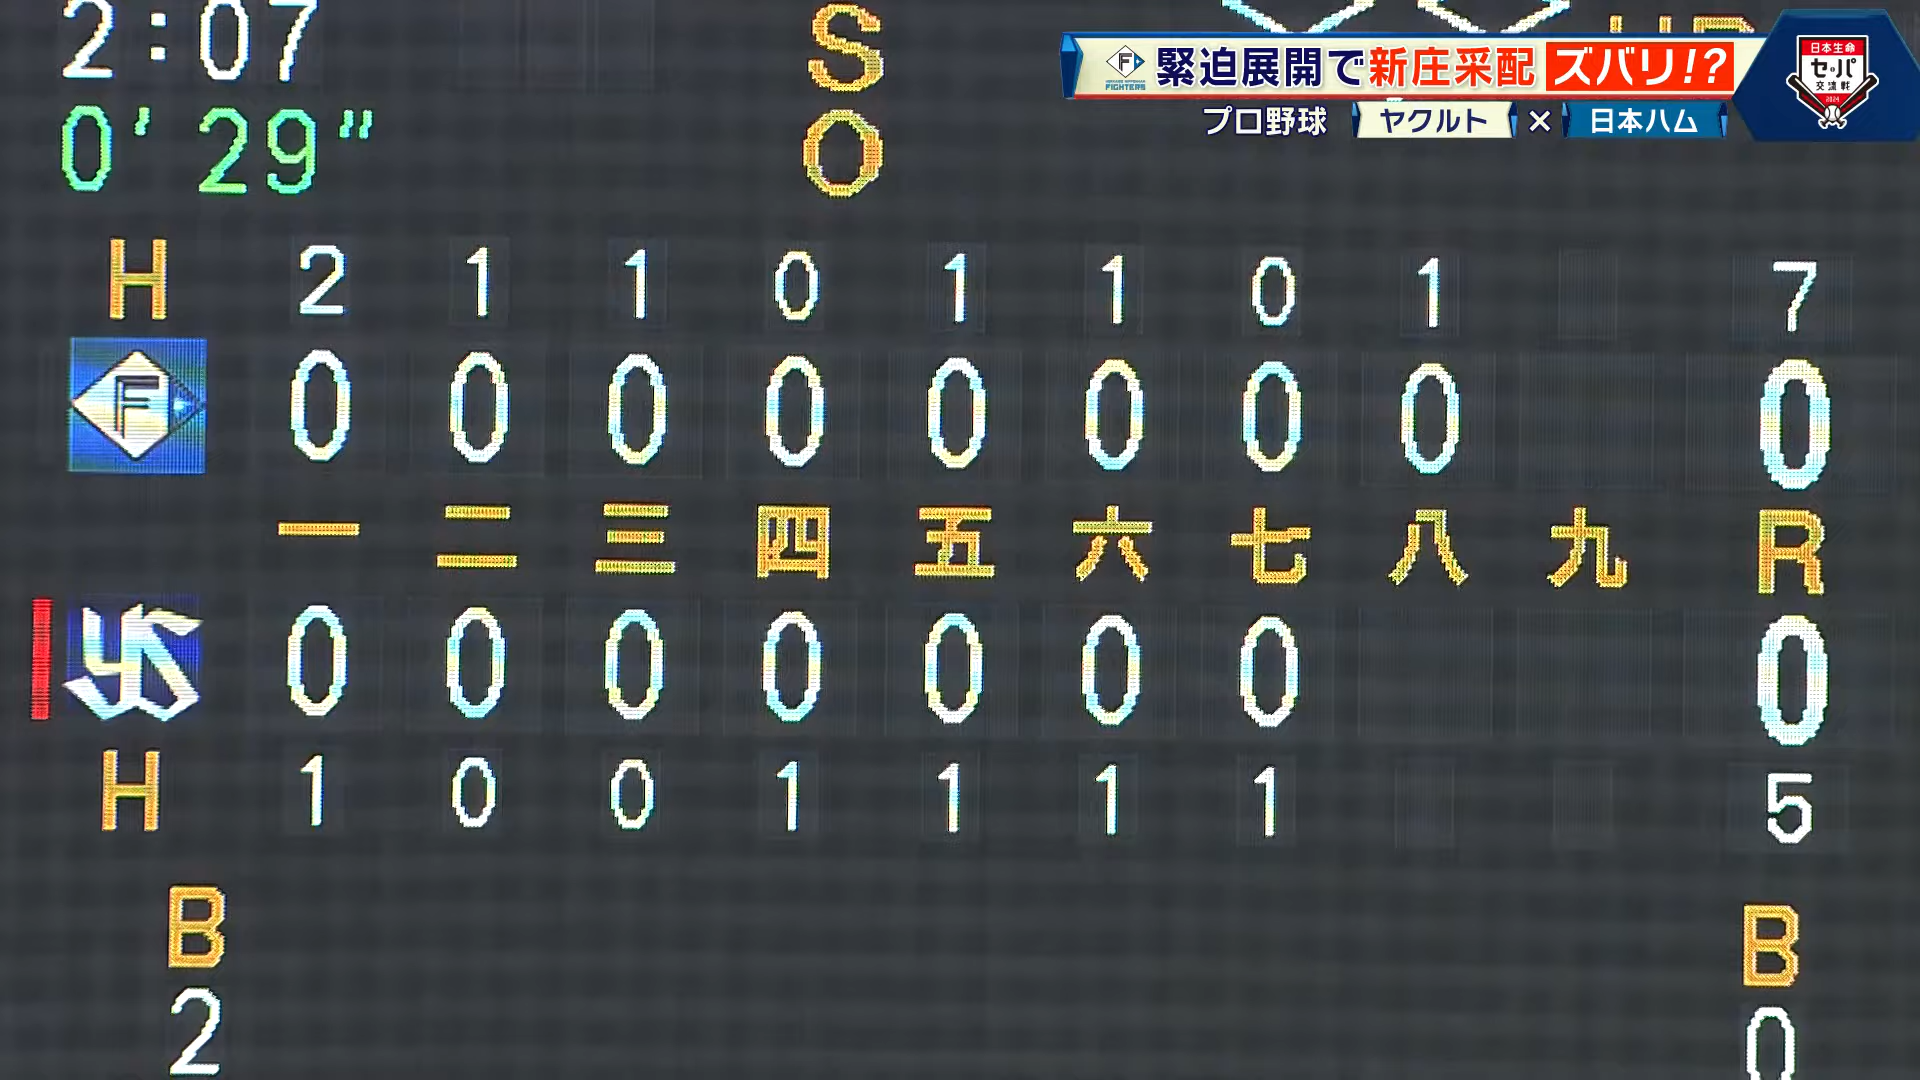 2:07
S
緊迫展開で新庄采配ズバリ!?
日本生命
セ・パ
交流戦
2024
プロ野球 ヤクルト × 日本ハム
0'29"
O
H 2 1 1 0 1 1 0 1 7
F 0 0 0 0 0 0 0 0 0
一 二 三 四 五 六 七 八 九 R
YS 0 0 0 0 0 0 0 0
H 1 0 0 1 1 1 1 5
B B
2 0